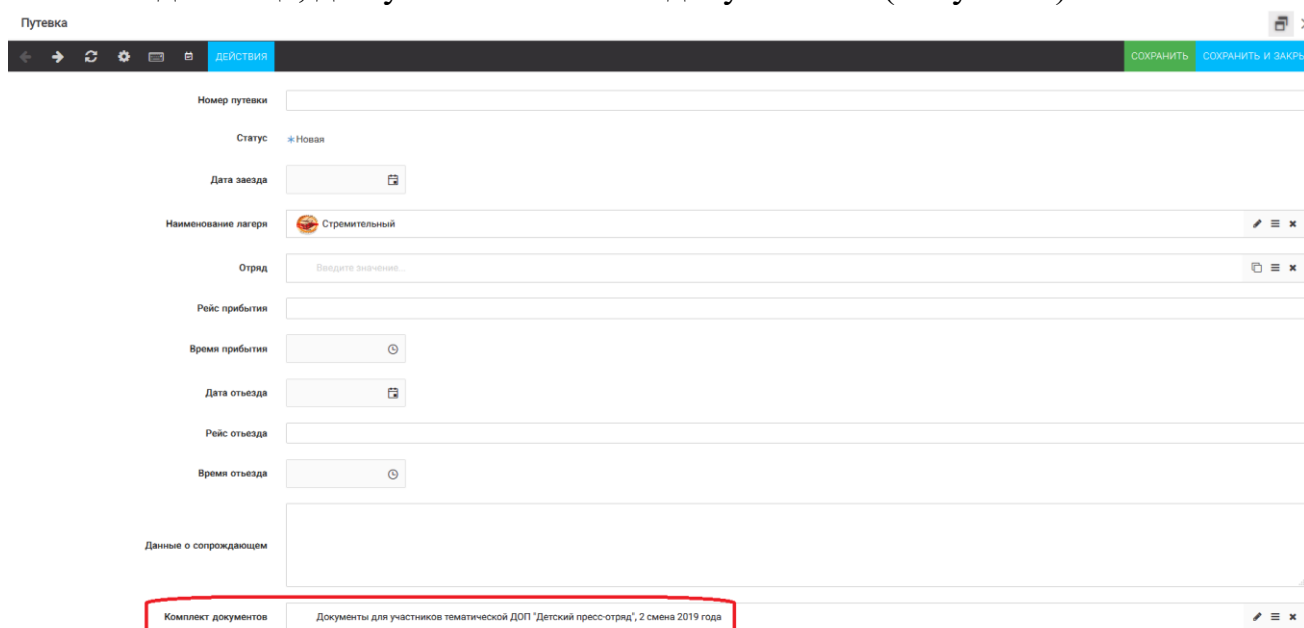 Путевка
ДЕЙСТВИЯ СОХРАНИТЬ СОХРАНИТЬ И ЗАКРЫ
Номер путевки
Статус Новая
Дата заезда
Наименование лагеря Стремительный
Отряд Введите значение...
Рейс прибытия
Время прибытия
Дата отъезда
Рейс отъезда
Время отъезда
Данные о сопрождающем
Комплект документов Документы для участников тематической ДОП "Детский пресс-отряд", 2 смена 2019 года